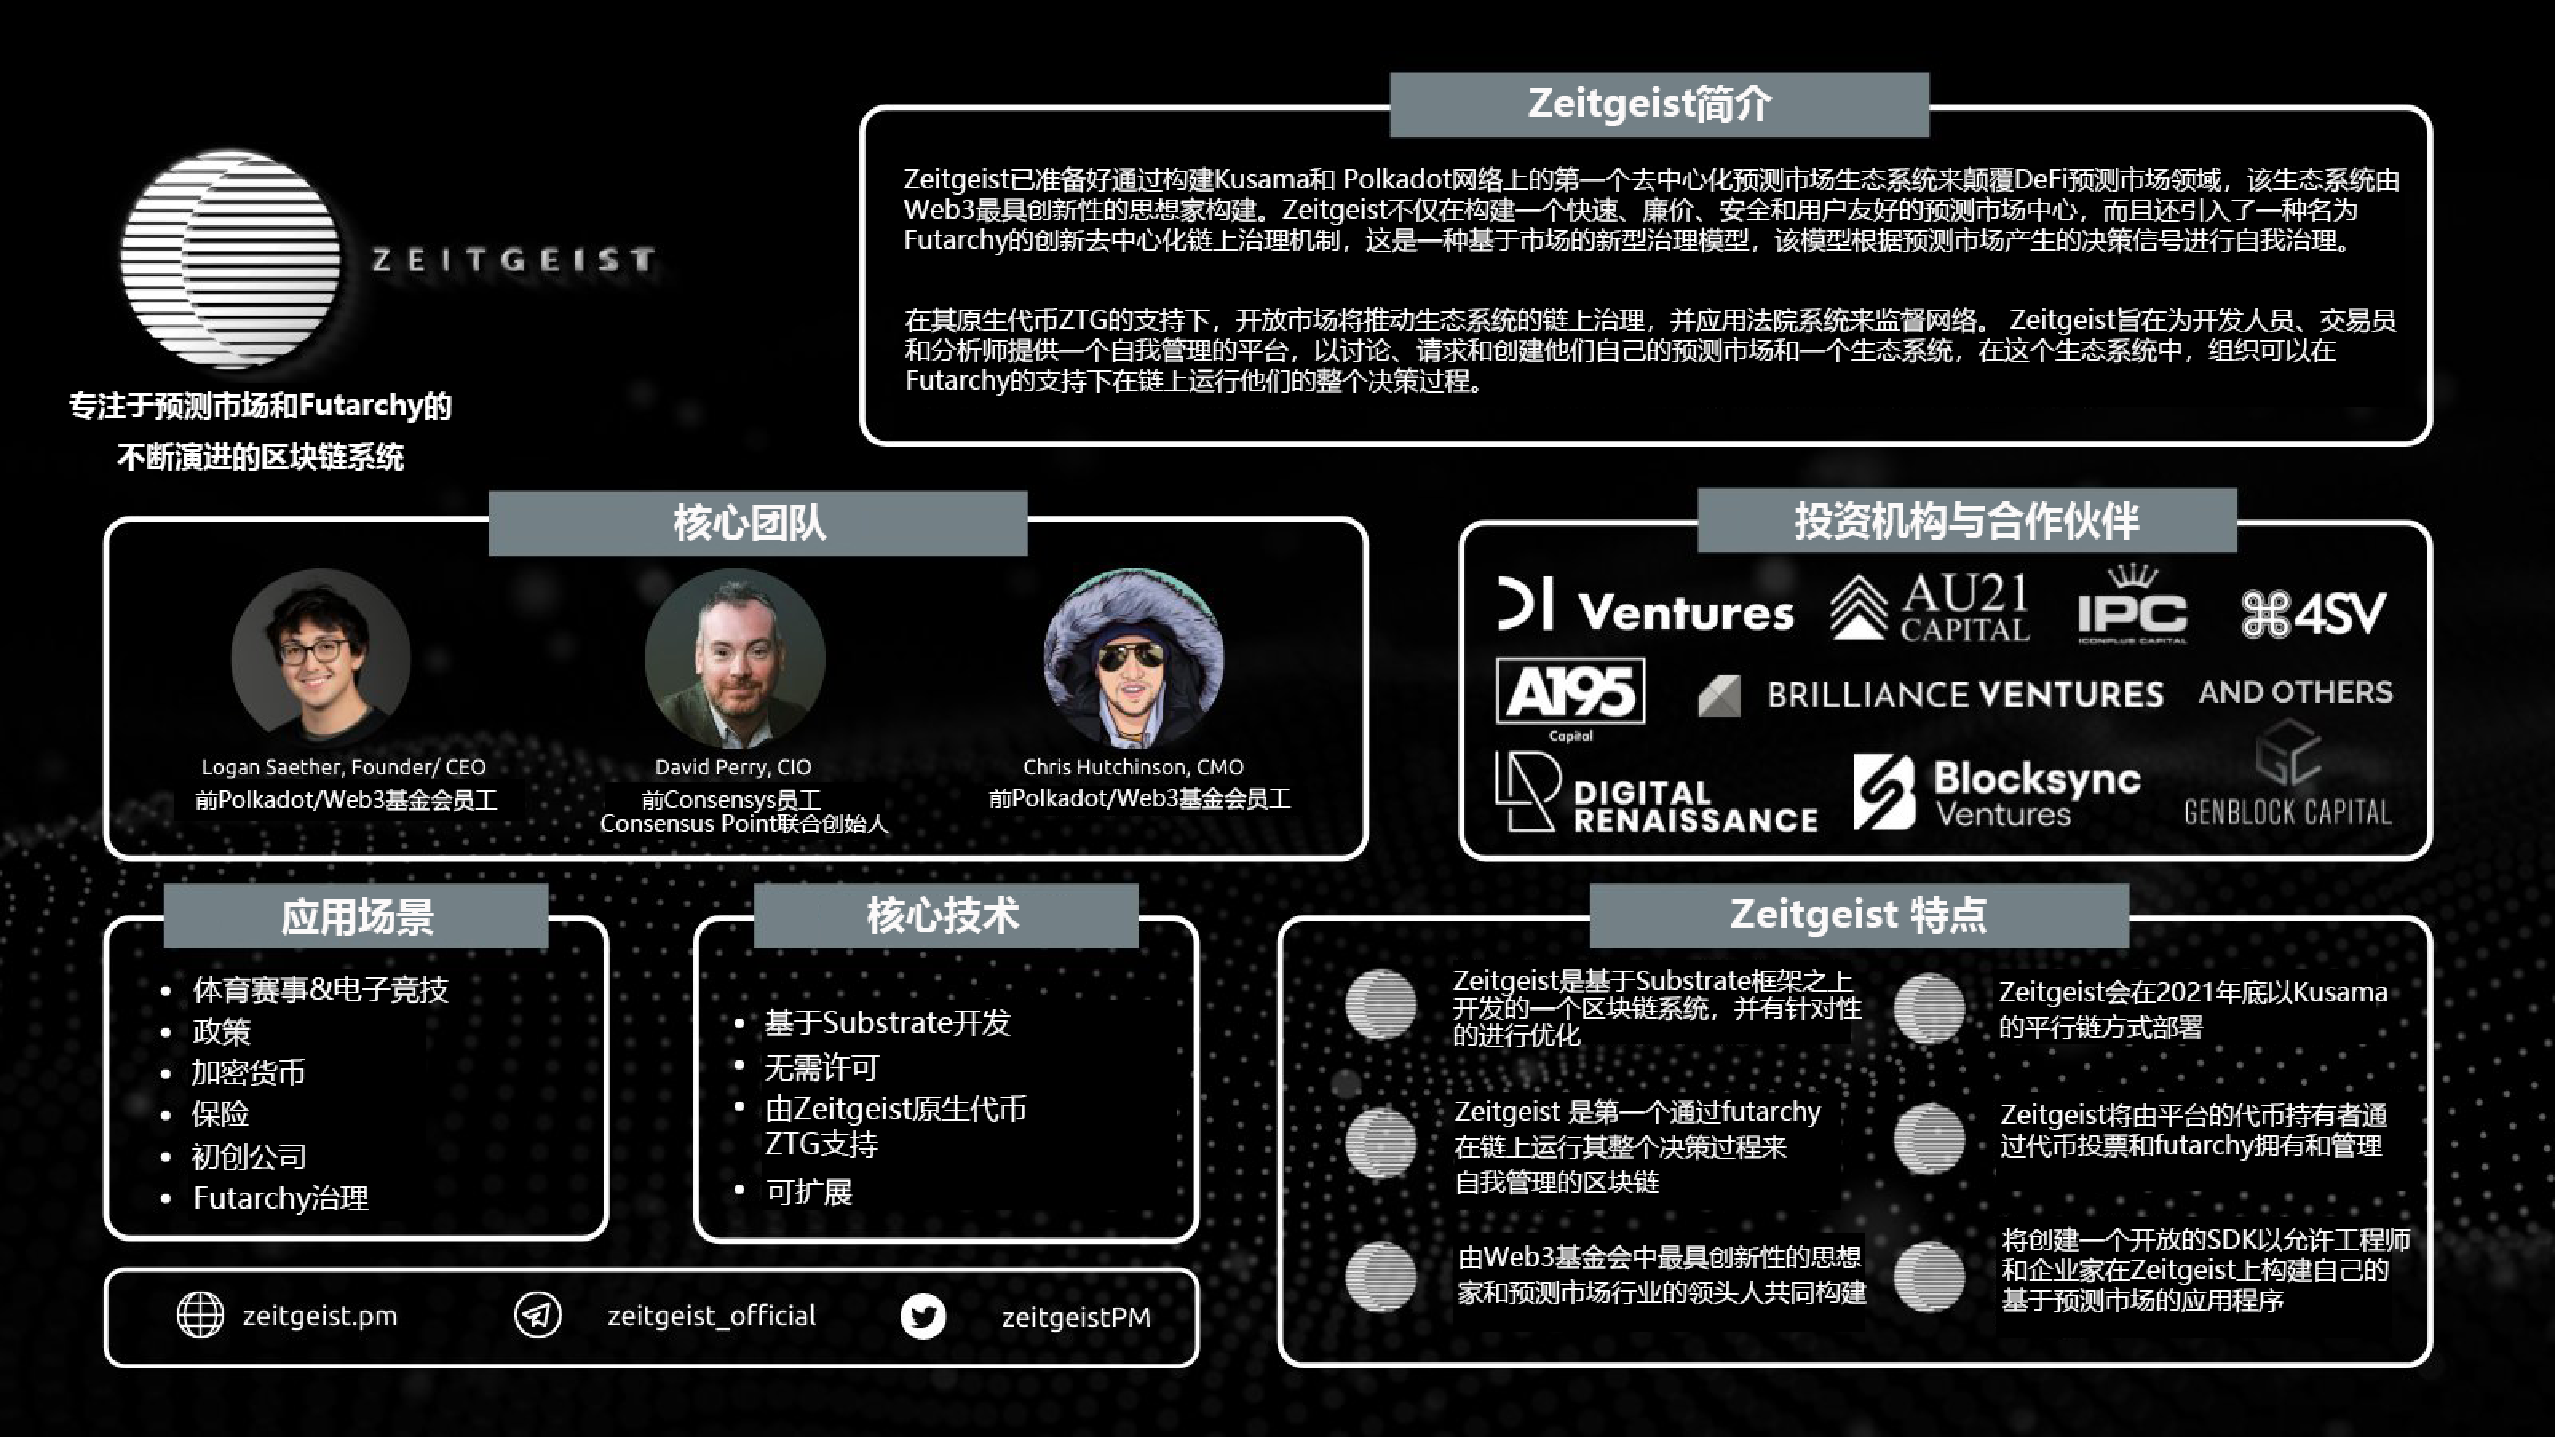 ZEITGEIST
专注于预测市场和Futarchy的
不断演进的区块链系统
Zeitgeist简介
Zeitgeist已准备好通过构建Kusama和 Polkadot网络上的第一个去中心化预测市场生态系统来颠覆DeFi预测市场领域，该生态系统由
Web3最具创新性的思想家构建。Zeitgeist不仅在构建一个快速、廉价、安全和用户友好的预测市场中心，而且还引入了一种名为
Futarchy的创新去中心化链上治理机制，这是一种基于市场的新型治理模型，该模型根据预测市场产生的决策信号进行自我治理。
在其原生代币ZTG的支持下，开放市场将推动生态系统的链上治理，并应用法院系统来监督网络。 Zeitgeist旨在为开发人员、交易员
和分析师提供一个自我管理的平台，以讨论、请求和创建他们自己的预测市场和一个生态系统，在这个生态系统中，组织可以在
Futarchy的支持下在链上运行他们的整个决策过程。
核心团队
Logan Saether, Founder/ CEO
前Polkadot/Web3基金会员工
David Perry, CIO
前Consensys员工
Consensus Point联合创始人
Chris Hutchinson, CMO
前Polkadot/Web3基金会员工
投资机构与合作伙伴
DI Ventures
AU21
CAPITAL
IPC
ICONPLUS CAPITAL
4SV
A195
Capital
BRILLIANCE VENTURES
AND OTHERS
DIGITAL
RENAISSANCE
Blocksync
Ventures
GENBLOCK CAPITAL
应用场景
• 体育赛事&电子竞技
• 政策
• 加密货币
• 保险
• 初创公司
• Futarchy治理
核心技术
• 基于Substrate开发
• 无需许可
• 由Zeitgeist原生代币
ZTG支持
• 可扩展
Zeitgeist 特点
Zeitgeist是基于Substrate框架之上
开发的一个区块链系统，并有针对性
的进行优化
Zeitgeist会在2021年底以Kusama
的平行链方式部署
Zeitgeist 是第一个通过futarchy
在链上运行其整个决策过程来
自我管理的区块链
Zeitgeist将由平台的代币持有者通
过代币投票和futarchy拥有和管理
由Web3基金会中最具创新性的思想
家和预测市场行业的领头人共同构建
将创建一个开放的SDK以允许工程师
和企业家在Zeitgeist上构建自己的
基于预测市场的应用程序
zeitgeist.pm
zeitgeist_official
zeitgeistPM